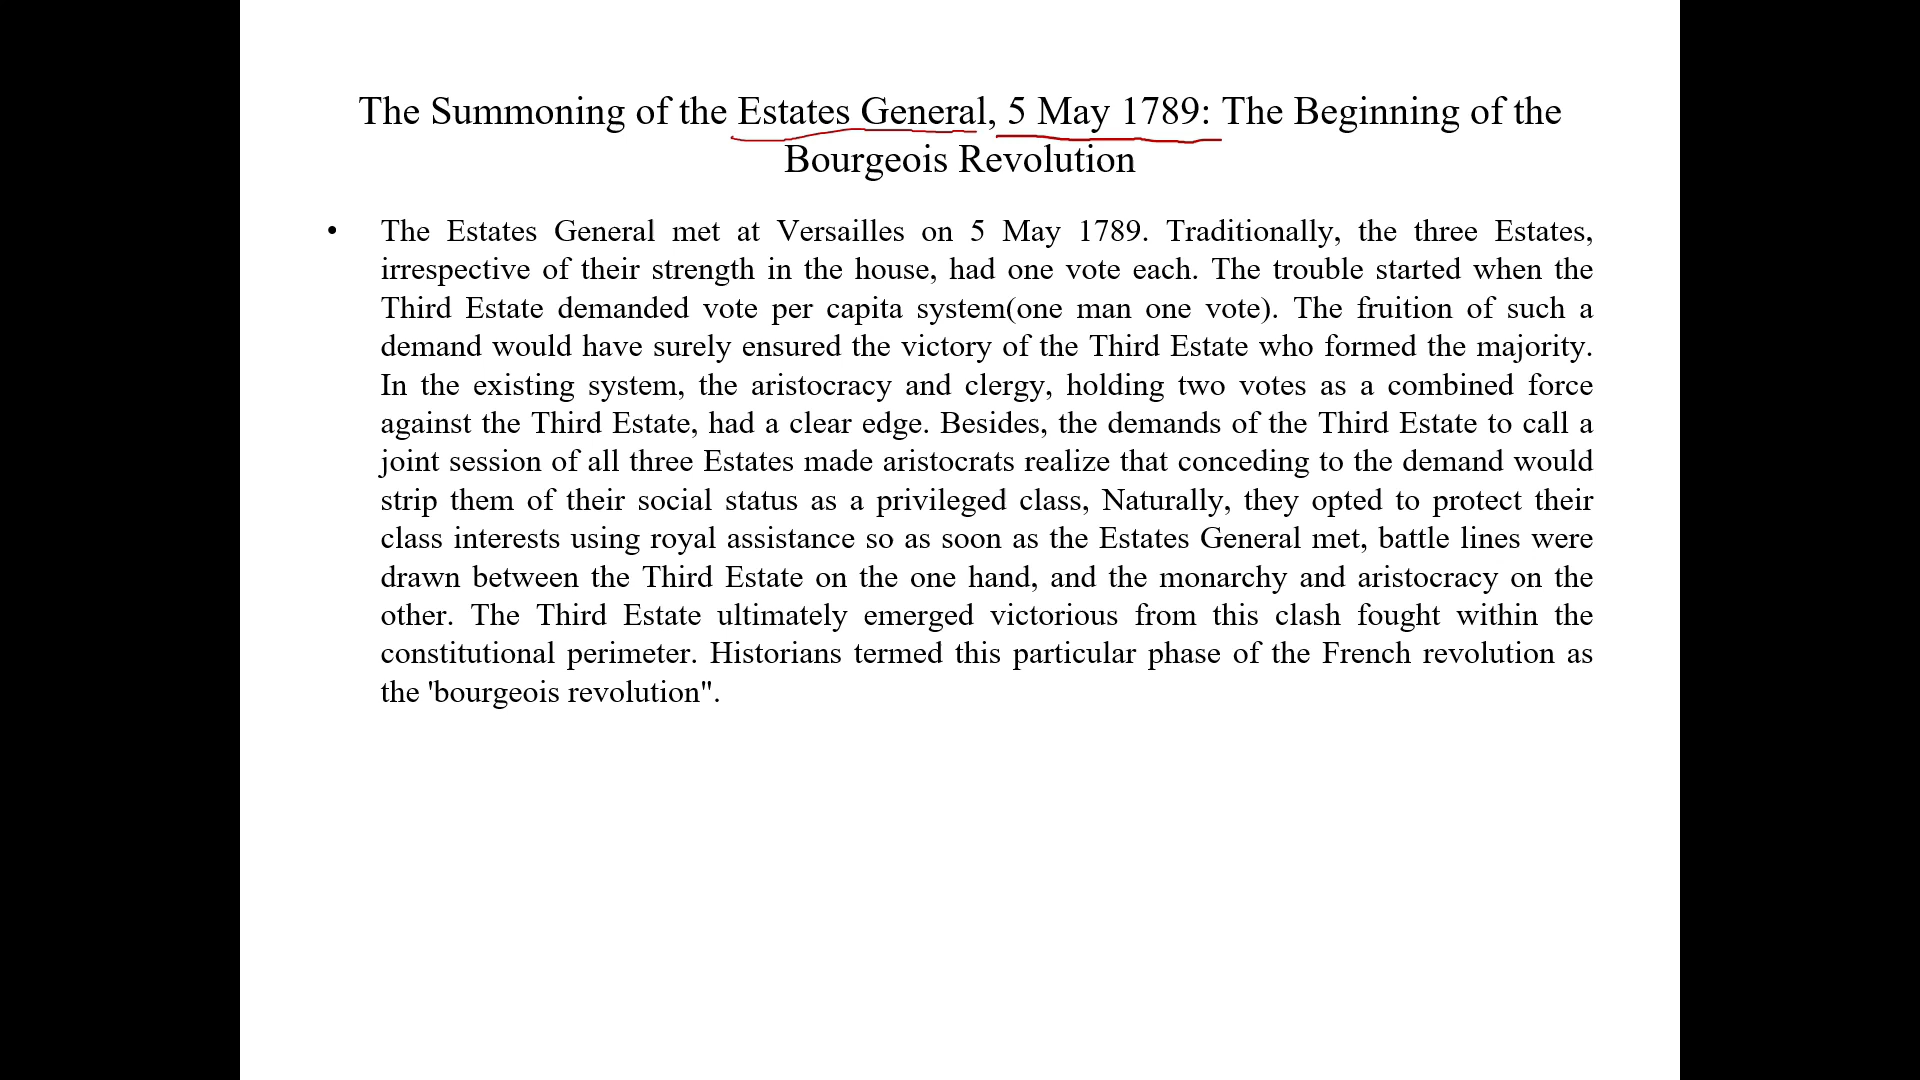 The Summoning of the Estates General, 5 May 1789: The Beginning of the
Bourgeois Revolution
• The Estates General met at Versailles on 5 May 1789. Traditionally, the three Estates,
irrespective of their strength in the house, had one vote each. The trouble started when the
Third Estate demanded vote per capita system(one man one vote). The fruition of such a
demand would have surely ensured the victory of the Third Estate who formed the majority.
In the existing system, the aristocracy and clergy, holding two votes as a combined force
against the Third Estate, had a clear edge. Besides, the demands of the Third Estate to call a
joint session of all three Estates made aristocrats realize that conceding to the demand would
strip them of their social status as a privileged class, Naturally, they opted to protect their
class interests using royal assistance so as soon as the Estates General met, battle lines were
drawn between the Third Estate on the one hand, and the monarchy and aristocracy on the
other. The Third Estate ultimately emerged victorious from this clash fought within the
constitutional perimeter. Historians termed this particular phase of the French revolution as
the 'bourgeois revolution".